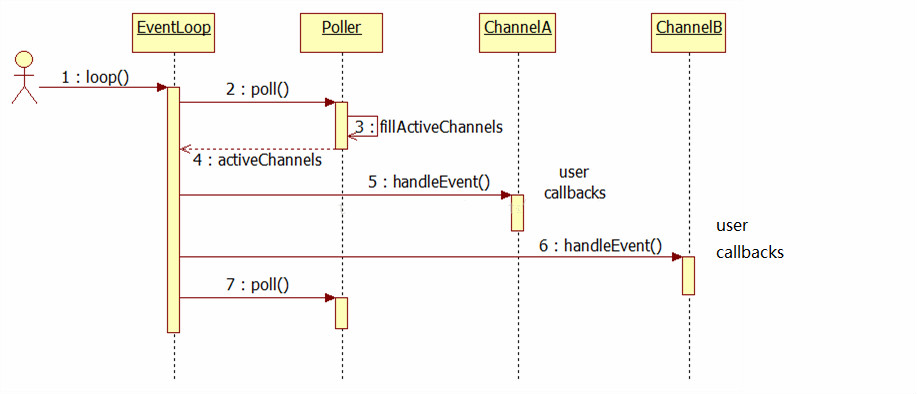 EventLoop
Poller
ChannelA
ChannelB
1 : loop()
2 : poll()
3 : fillActiveChannels
4 : activeChannels
5 : handleEvent()
user
callbacks
user
6 : handleEvent()
callbacks
7 : poll()